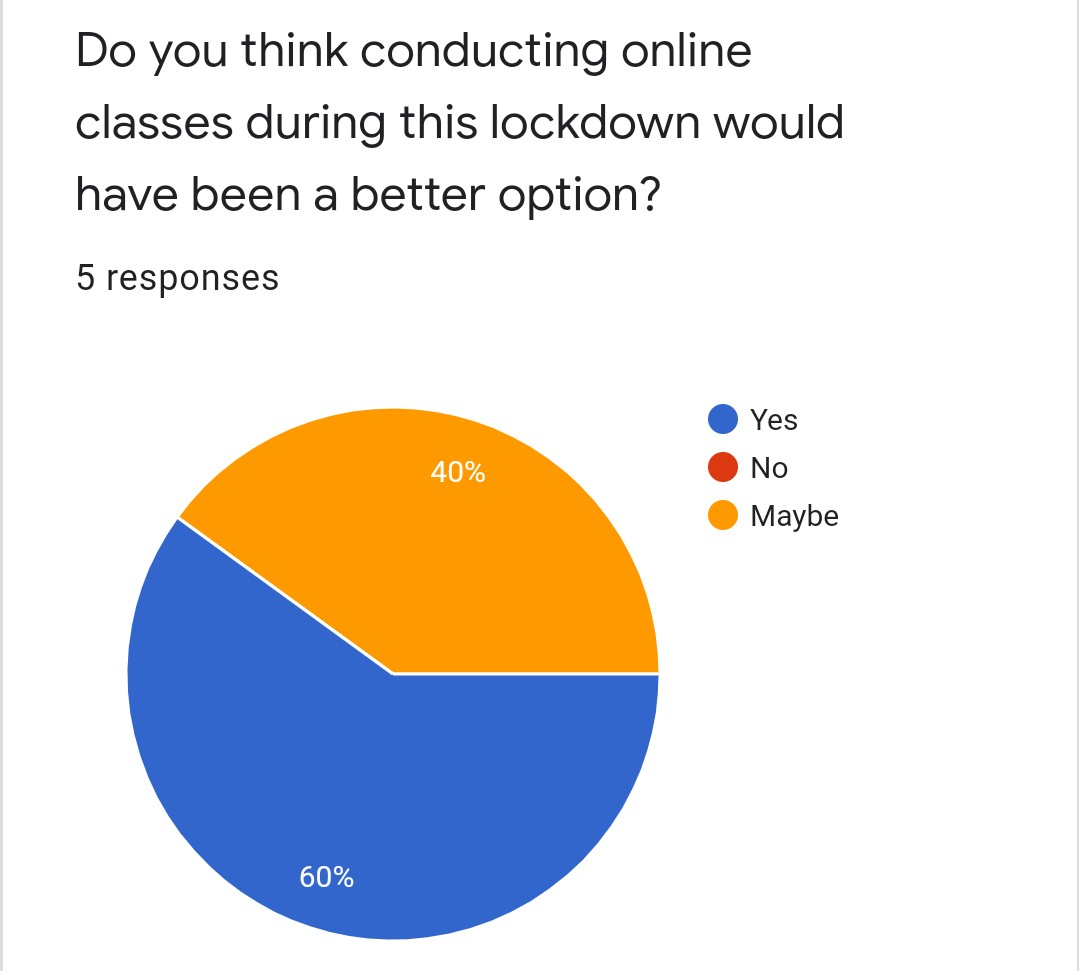 Do you think conducting online
classes during this lockdown would
have been a better option?
5 responses
Yes
No
Maybe
40%
60%